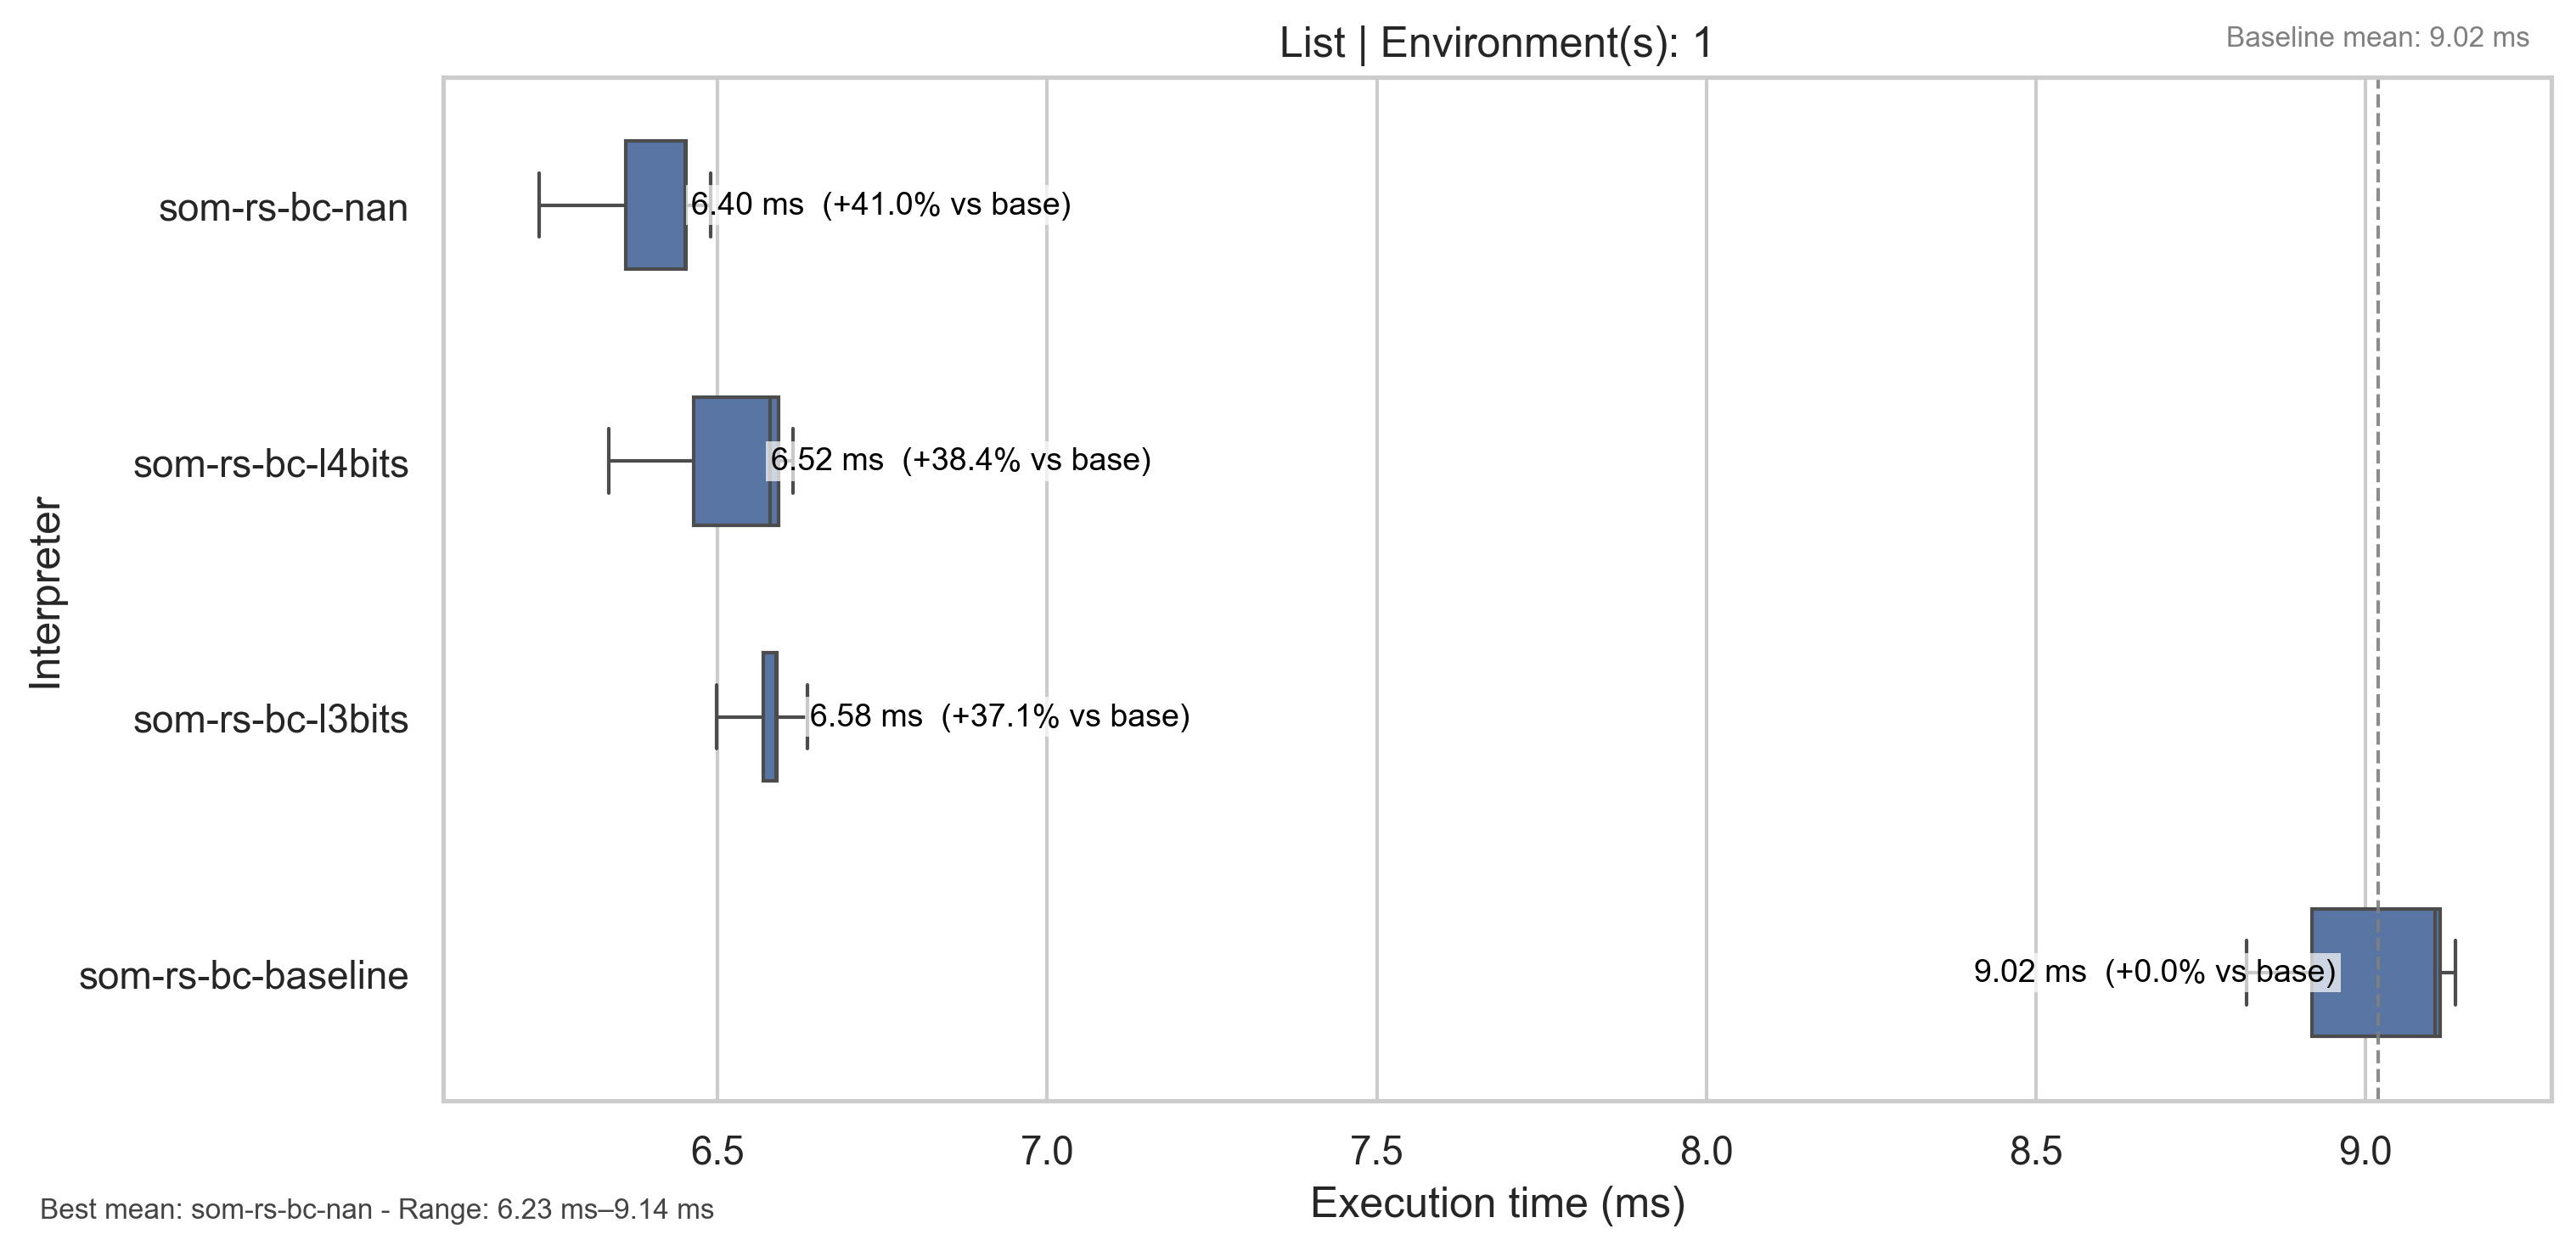 List | Environment(s): 1
Baseline mean: 9.02 ms
Interpreter
som-rs-bc-nan
6.40 ms (+41.0% vs base)
som-rs-bc-l4bits
6.52 ms (+38.4% vs base)
som-rs-bc-l3bits
6.58 ms (+37.1% vs base)
som-rs-bc-baseline
9.02 ms (+0.0% vs base)
6.5 7.0 7.5 8.0 8.5 9.0
Execution time (ms)
Best mean: som-rs-bc-nan - Range: 6.23 ms–9.14 ms